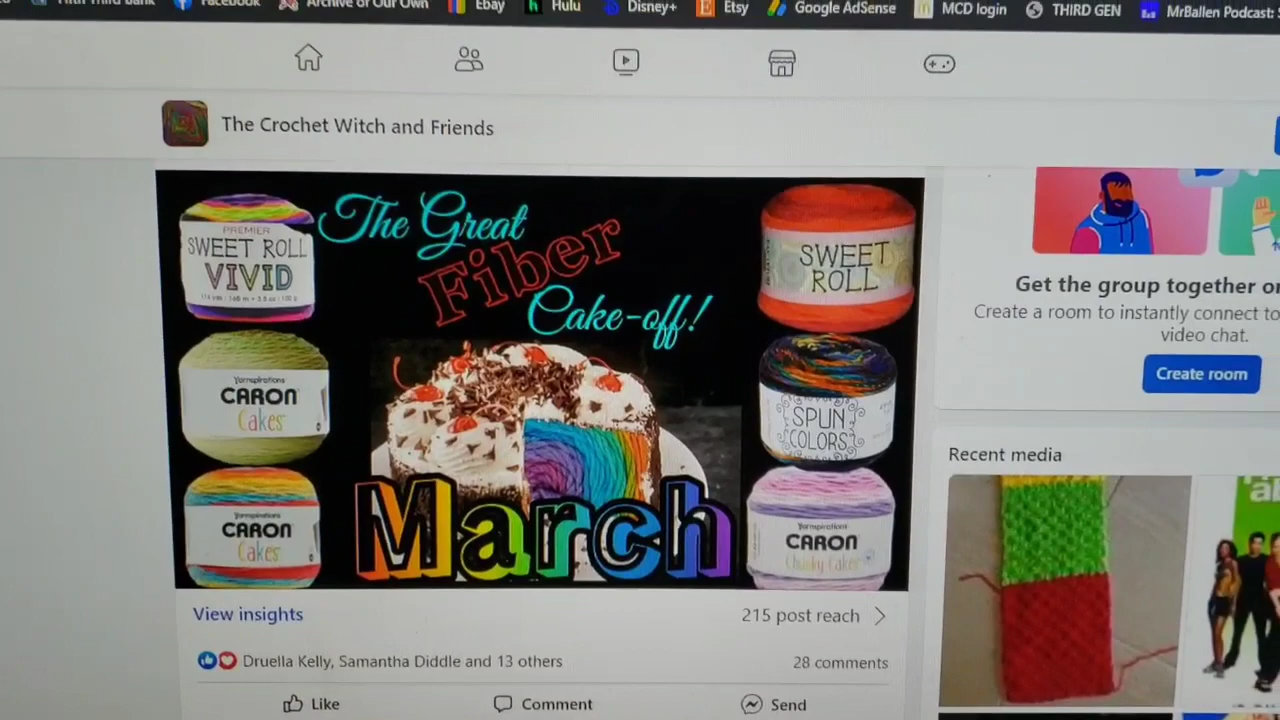 Fifth Third Bank
Facebook
Archive of Our Own
Ebay
Hulu
Disney+
Etsy
Google AdSense
MCD login
THIRD GEN
MrBallen Podcast:
The Crochet Witch and Friends
The Great
Fiber
Cake-off!
PREMIER
SWEET ROLL
VIVID
SWEET
ROLL
Yarnspirations
CARON
Cakes
SPUN
COLORS
Yarnspirations
CARON
Cakes
March
Yarnspirations
CARON
Chunky Cakes
View insights
215 post reach
Druella Kelly, Samantha Diddle and 13 others
28 comments
Like
Comment
Send
Get the group together on
Create a room to instantly connect to
video chat.
Create room
Recent media